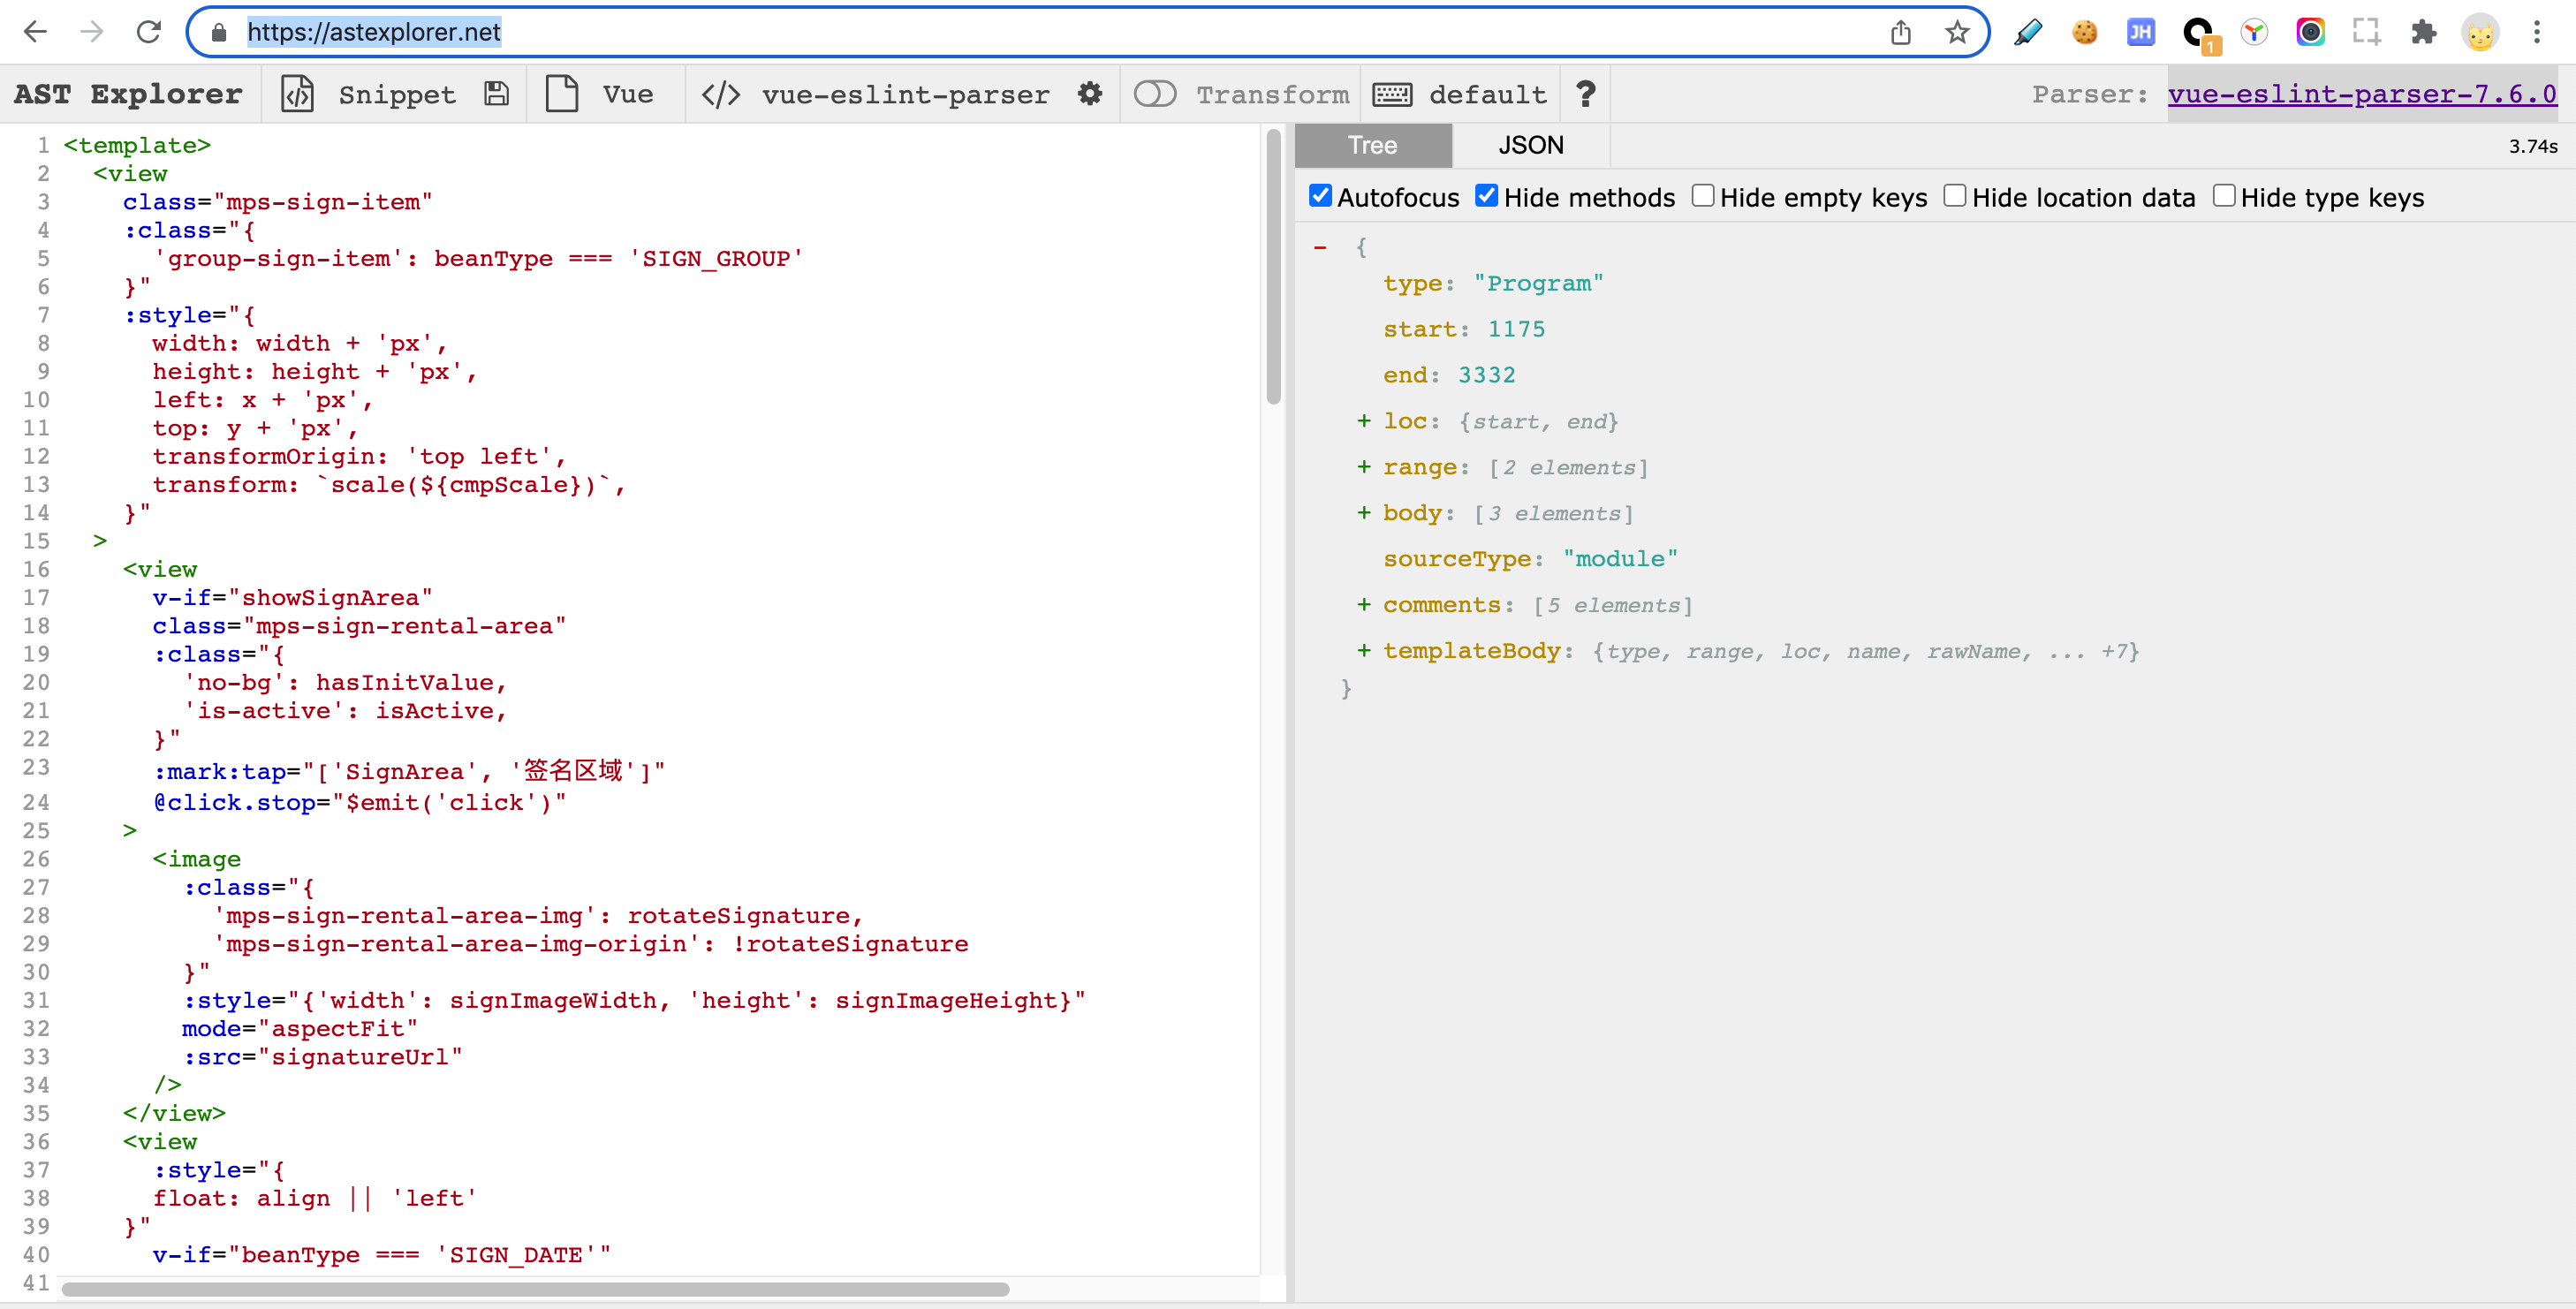 https://astexplorer.net
1
AST Explorer Snippet Vue </> vue-eslint-parser Transform default ? Parser: vue-eslint-parser-7.6.0
Tree JSON 3.74s
Autofocus Hide methods Hide empty keys Hide location data Hide type keys
1 <template>
2 <view
3 class="mps-sign-item"
4 :class="{
5 'group-sign-item': beanType === 'SIGN_GROUP'
6 }"
7 :style="{
8 width: width + 'px',
9 height: height + 'px',
10 left: x + 'px',
11 top: y + 'px',
12 transformOrigin: 'top left',
13 transform: `scale(${cmpScale})`,
14 }"
15 >
16 <view
17 v-if="showSignArea"
18 class="mps-sign-rental-area"
19 :class="{
20 'no-bg': hasInitValue,
21 'is-active': isActive,
22 }"
23 :mark:tap="['SignArea', '签名区域']"
24 @click.stop="$emit('click')"
25 >
26 <image
27 :class="{
28 'mps-sign-rental-area-img': rotateSignature,
29 'mps-sign-rental-area-img-origin': !rotateSignature
30 }"
31 :style="{'width': signImageWidth, 'height': signImageHeight}"
32 mode="aspectFit"
33 :src="signatureUrl"
34 />
35 </view>
36 <view
37 :style="{
38 float: align || 'left'
39 }"
40 v-if="beanType === 'SIGN_DATE'"
41
- {
type: "Program"
start: 1175
end: 3332
+ loc: {start, end}
+ range: [2 elements]
+ body: [3 elements]
sourceType: "module"
+ comments: [5 elements]
+ templateBody: {type, range, loc, name, rawName, ... +7}
}
JH